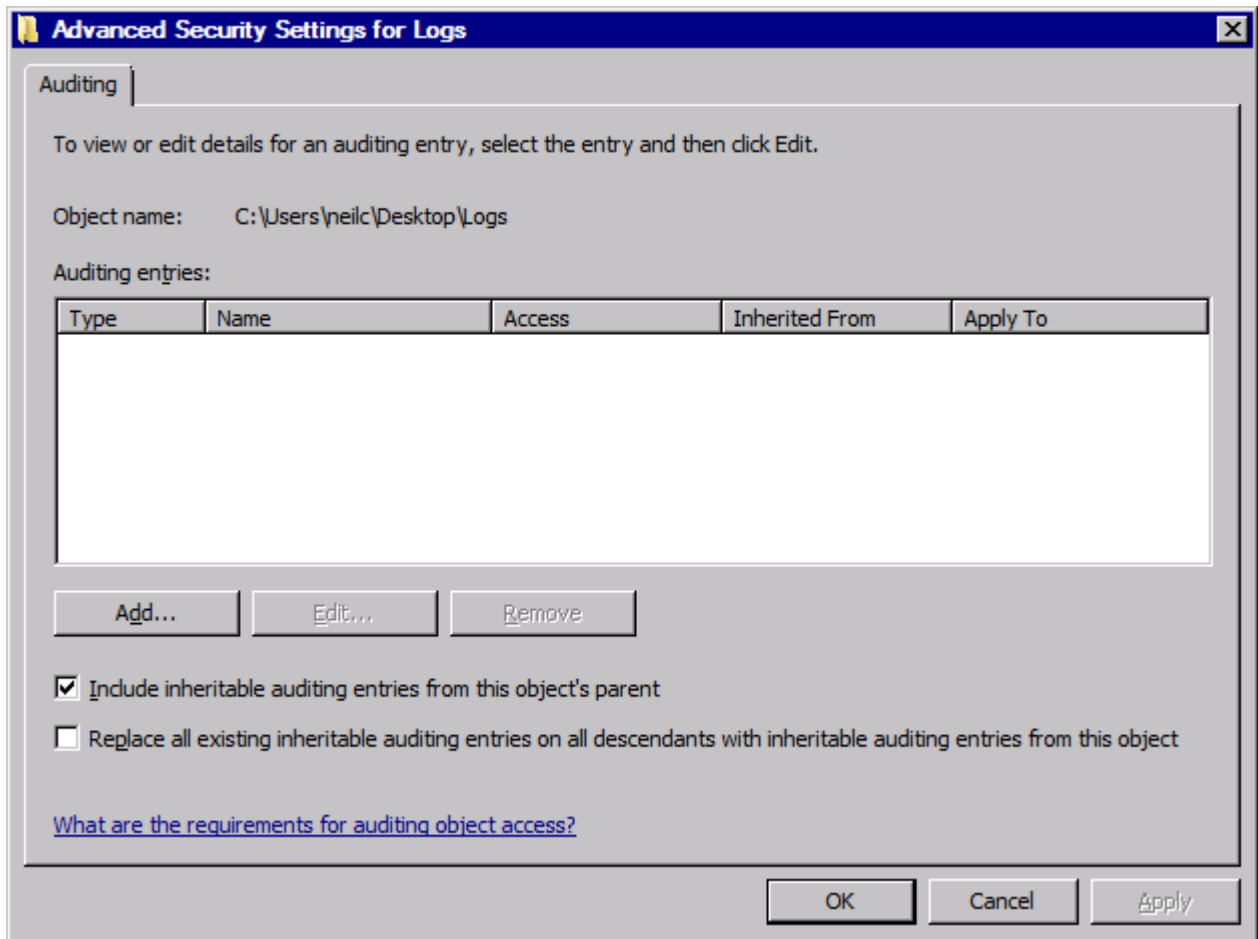 Advanced Security Settings for Logs
Auditing
To view or edit details for an auditing entry, select the entry and then click Edit.
Object name: C:\Users\neilc\Desktop\Logs
Auditing entries:
Type Name Access Inherited From Apply To
Add... Edit... Remove
Include inheritable auditing entries from this object's parent
Replace all existing inheritable auditing entries on all descendants with inheritable auditing entries from this object
What are the requirements for auditing object access?
OK Cancel Apply